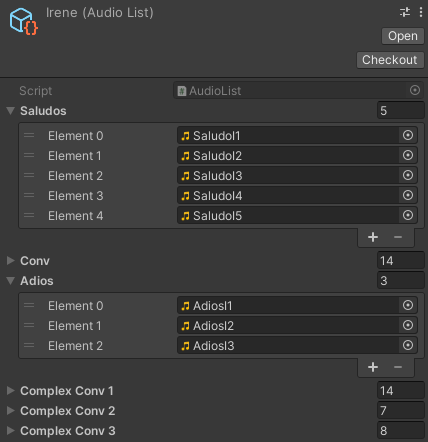 Irene (Audio List)
Open
Checkout
Script AudioList
Saludos 5
Element 0 SaludoI1
Element 1 SaludoI2
Element 2 SaludoI3
Element 3 SaludoI4
Element 4 SaludoI5
+ −
Conv 14
Adios 3
Element 0 AdiosI1
Element 1 AdiosI2
Element 2 AdiosI3
+ −
Complex Conv 1 14
Complex Conv 2 7
Complex Conv 3 8